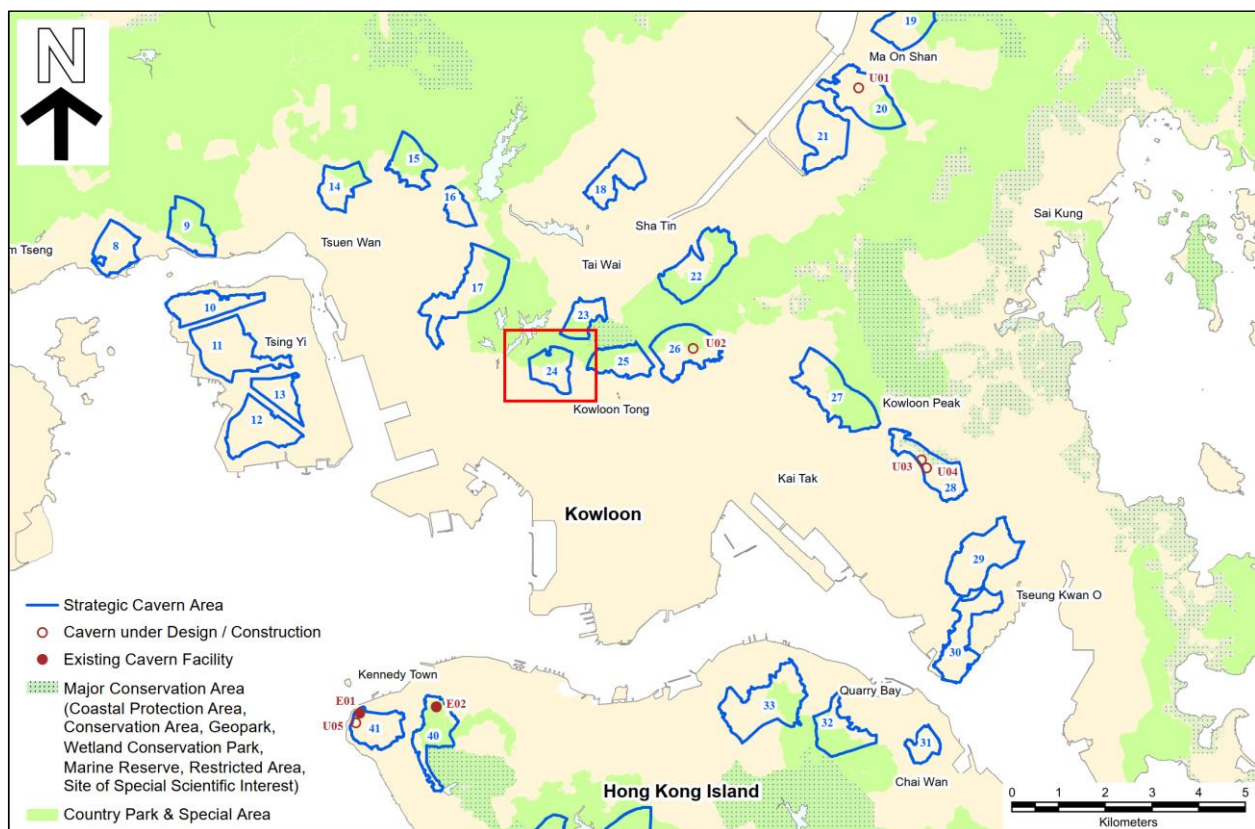 N
19
Ma On Shan
U01
20
21
15
14
16
18
Sai Kung
9
8
m Tseng
Tsuen Wan
Sha Tin
Tai Wai
22
17
10
23
11
Tsing Yi
26
U02
25
24
13
12
Kowloon Tong
27
Kowloon Peak
U03
U04
28
Kai Tak
Kowloon
29
Tseung Kwan O
30
Strategic Cavern Area
Cavern under Design / Construction
Existing Cavern Facility
Major Conservation Area
(Coastal Protection Area,
Conservation Area, Geopark,
Wetland Conservation Park,
Marine Reserve, Restricted Area,
Site of Special Scientific Interest)
Country Park & Special Area
Kennedy Town
E01
U05
41
E02
40
Quarry Bay
33
32
31
Chai Wan
Hong Kong Island
0 1 2 3 4 5
Kilometers